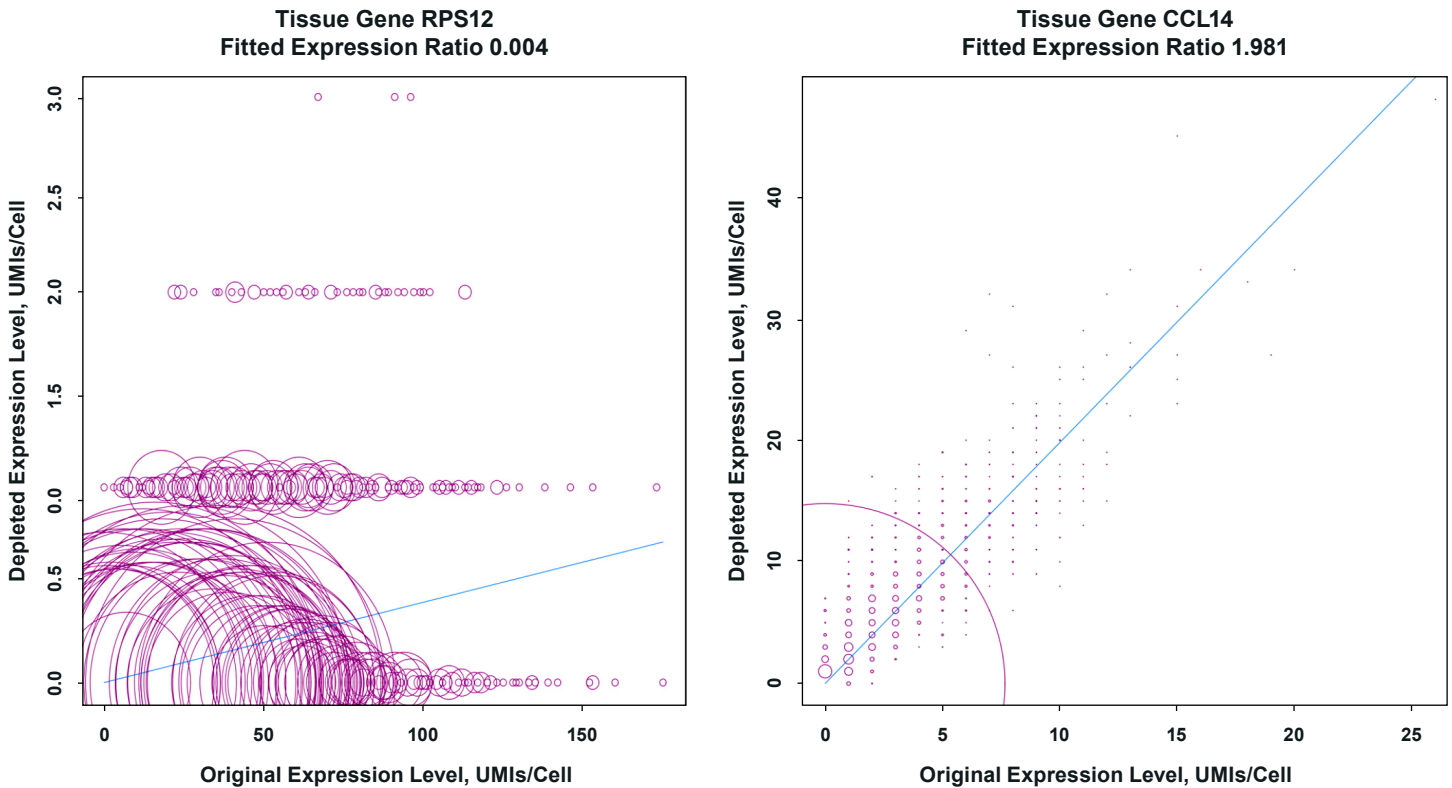 Tissue Gene RPS12
Fitted Expression Ratio 0.004
Depleted Expression Level, UMIs/Cell
3.0
2.5
2.0
1.5
0.0
0.5
0.0
0
50
100
150
Original Expression Level, UMIs/Cell
Tissue Gene CCL14
Fitted Expression Ratio 1.981
Depleted Expression Level, UMIs/Cell
40
30
20
10
0
0
5
10
15
20
25
Original Expression Level, UMIs/Cell